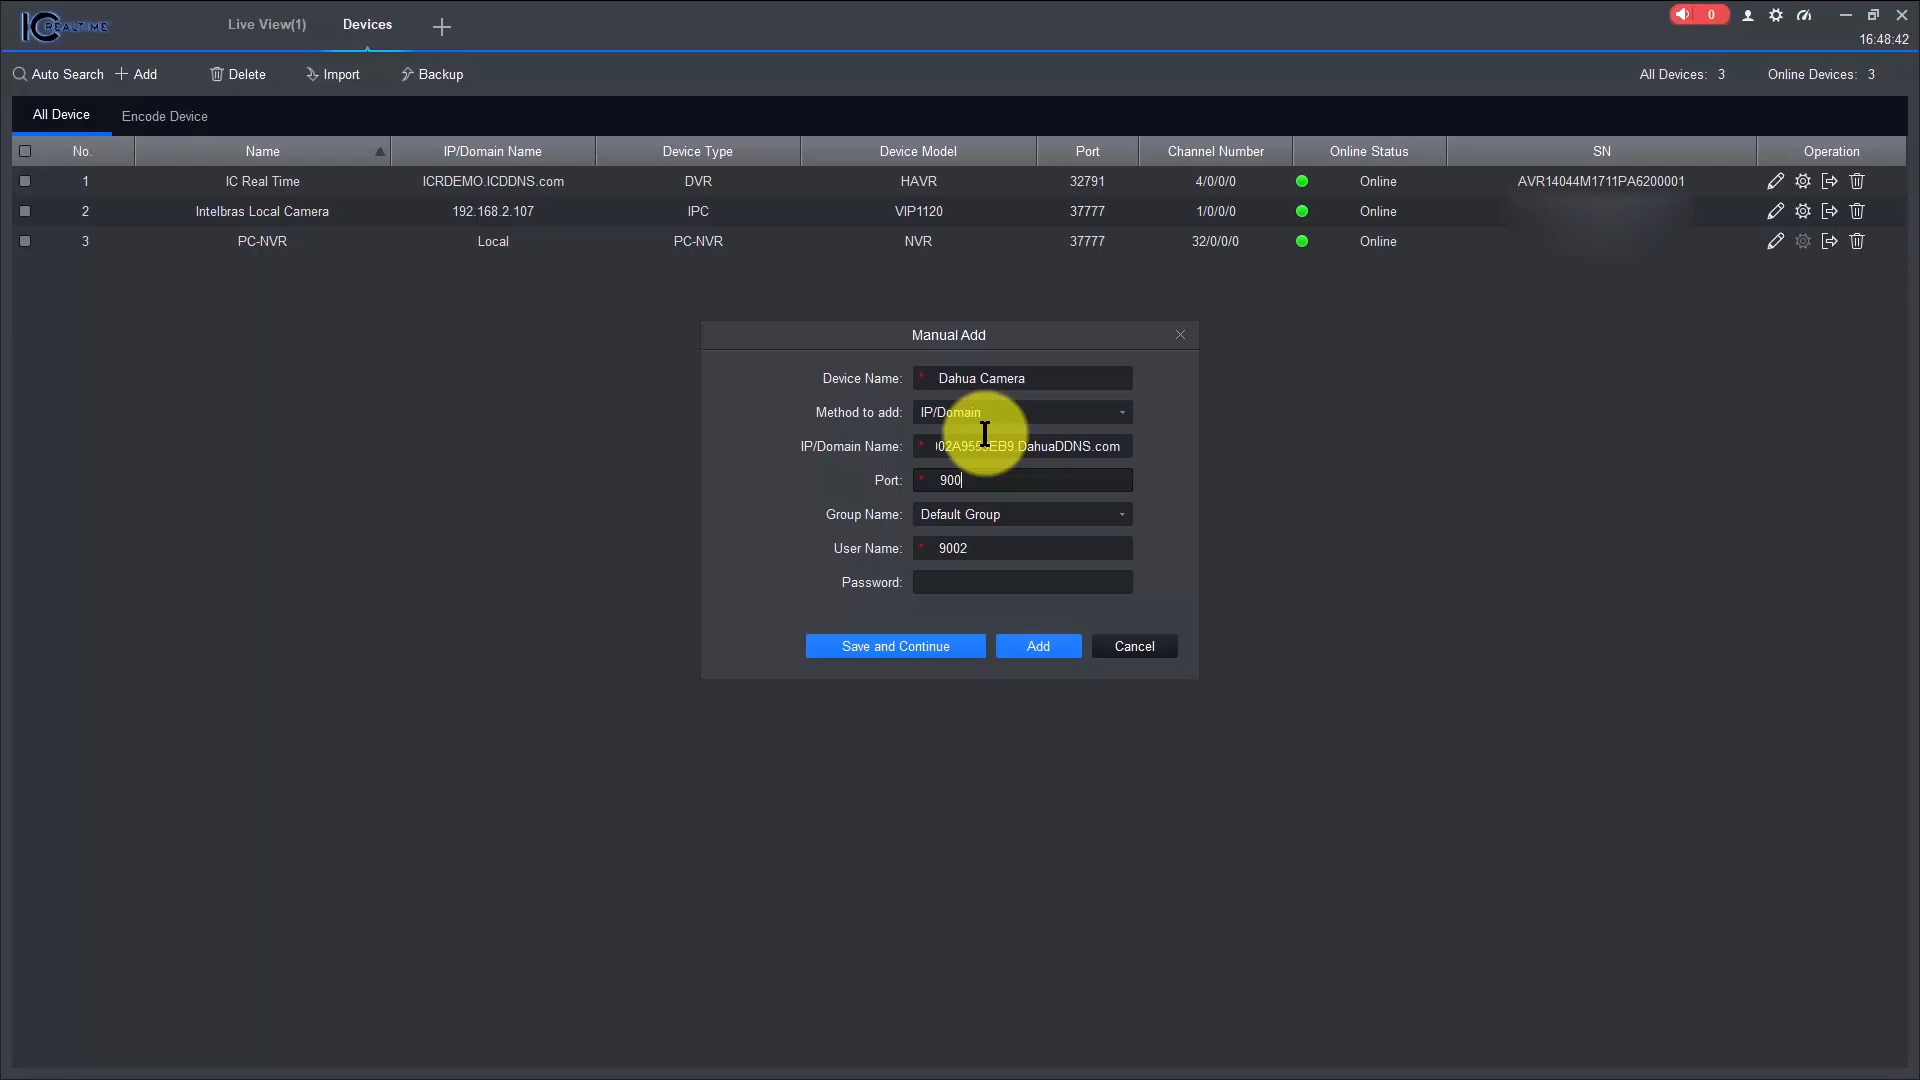 IC REALTIME
Live View(1)
Devices
0
16:48:42
Auto Search
Add
Delete
Import
Backup
All Devices: 3
Online Devices: 3
All Device
Encode Device
No. Name IP/Domain Name Device Type Device Model Port Channel Number Online Status SN Operation
1 IC Real Time ICRDEMO.ICDDNS.com DVR HAVR 32791 4/0/0/0 Online AVR14044M1711PA6200001
2 Intelbras Local Camera 192.168.2.107 IPC VIP1120 37777 1/0/0/0 Online
3 PC-NVR Local PC-NVR NVR 37777 32/0/0/0 Online
Manual Add
Device Name: * Dahua Camera
Method to add: IP/Domain
IP/Domain Name: * DahuaDDNS.com
Port: * 900
Group Name: Default Group
User Name: * 9002
Password:
Save and Continue
Add
Cancel